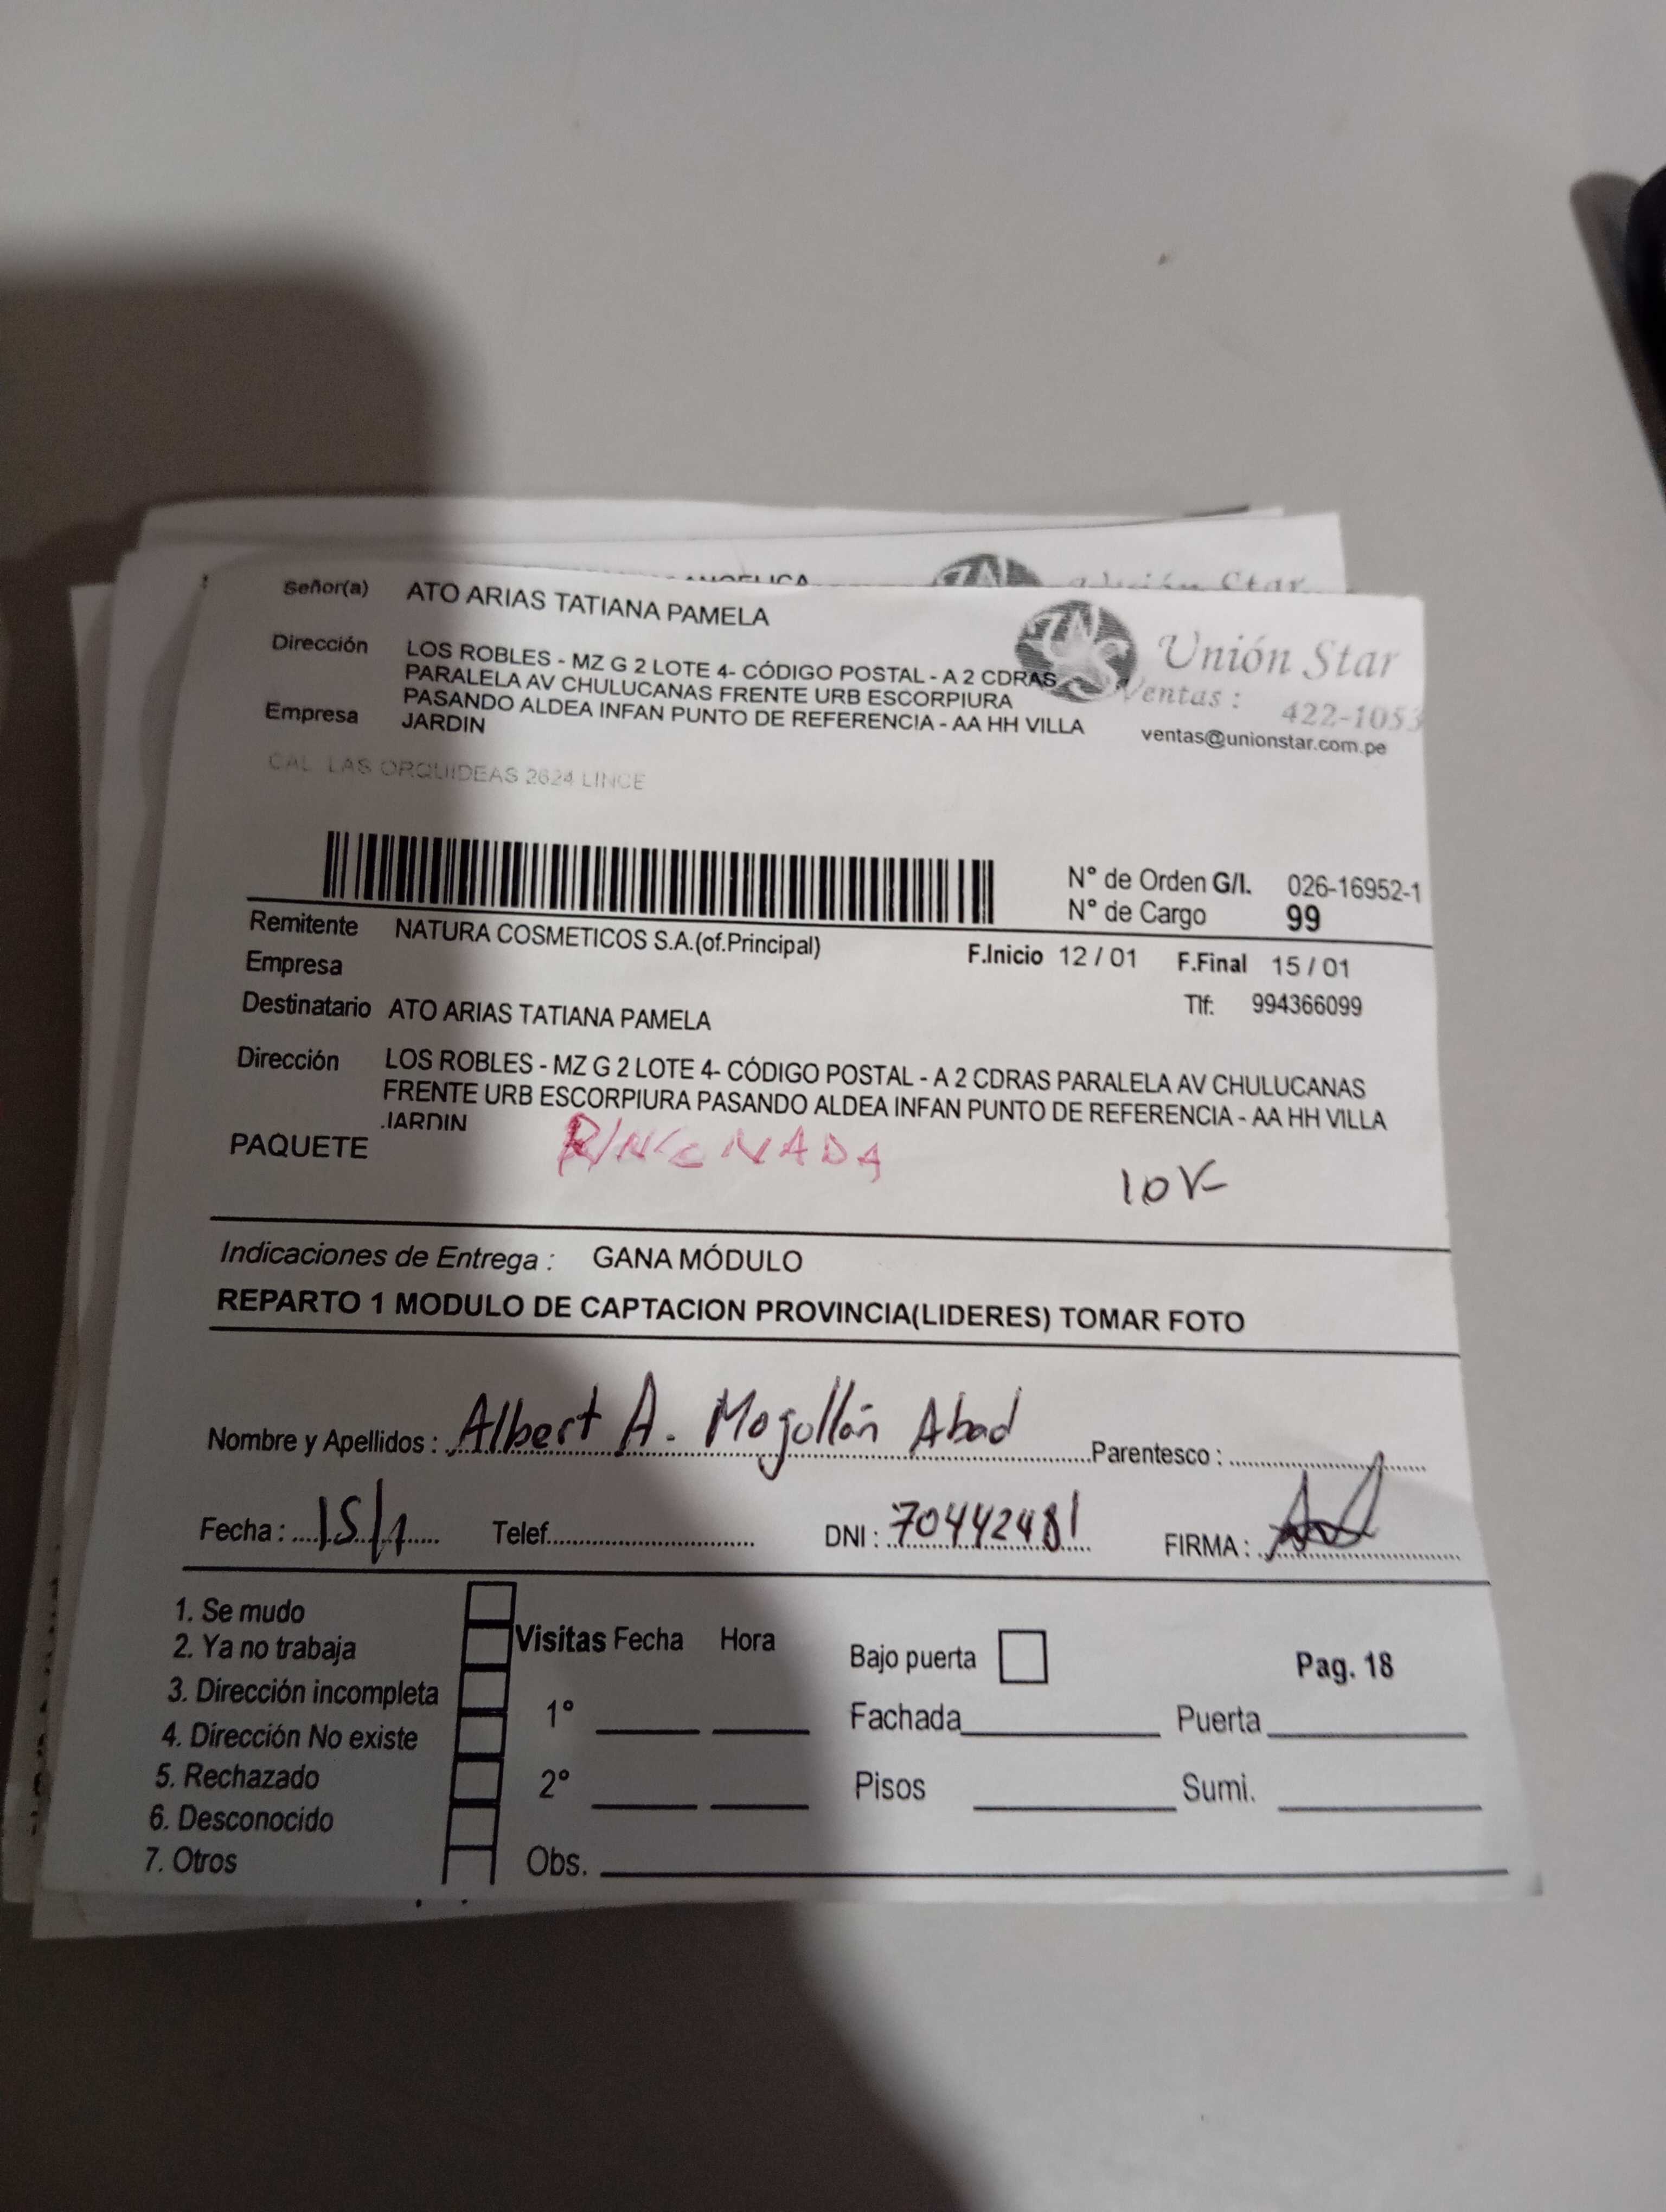 ANGELICA
Unión Star
Señor(a) ATO ARIAS TATIANA PAMELA
Dirección LOS ROBLES - MZ G 2 LOTE 4- CÓDIGO POSTAL - A 2 CDRAS
PARALELA AV CHULUCANAS FRENTE URB ESCORPIURA
PASANDO ALDEA INFAN PUNTO DE REFERENCIA - AA HH VILLA
Empresa JARDIN
Unión Star
Ventas : 422-1053
ventas@unionstar.com.pe
CAL LAS ORQUIDEAS 2624 LINCE
N° de Orden G/I. 026-16952-1
N° de Cargo 99
Remitente NATURA COSMETICOS S.A.(of.Principal)
Empresa F.Inicio 12 / 01 F.Final 15 / 01
Destinatario ATO ARIAS TATIANA PAMELA Tlf: 994366099
Dirección LOS ROBLES - MZ G 2 LOTE 4- CÓDIGO POSTAL - A 2 CDRAS PARALELA AV CHULUCANAS
FRENTE URB ESCORPIURA PASANDO ALDEA INFAN PUNTO DE REFERENCIA - AA HH VILLA
JARDIN
PAQUETE RINCONADA
Indicaciones de Entrega : GANA MÓDULO
REPARTO 1 MODULO DE CAPTACION PROVINCIA(LIDERES) TOMAR FOTO
Nombre y Apellidos : Albert A. Mogollón Abad Parentesco :
Fecha : 15/1 Telef. DNI : 70442481 FIRMA :
1. Se mudo
2. Ya no trabaja
3. Dirección incompleta
4. Dirección No existe
5. Rechazado
6. Desconocido
7. Otros
Visitas Fecha Hora
1°
2°
Obs.
Bajo puerta Pag. 18
Fachada Puerta
Pisos Sumi.